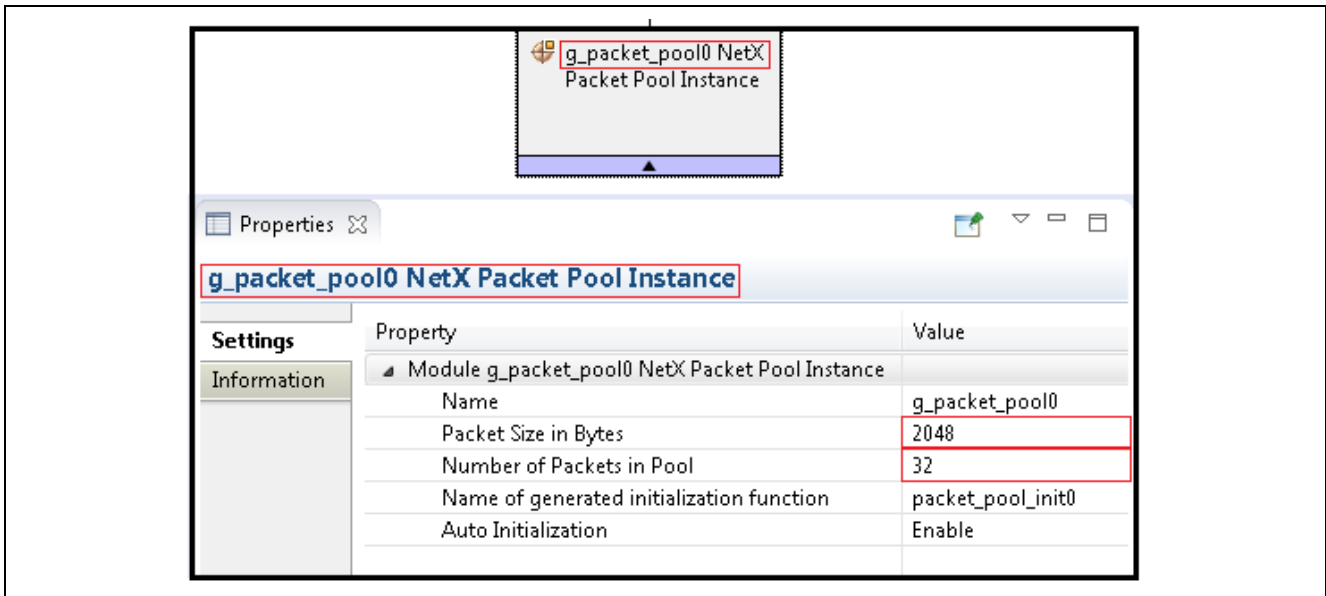 g_packet_pool0 NetX
Packet Pool Instance
Properties
g_packet_pool0 NetX Packet Pool Instance
Settings
Information
Property Value
Module g_packet_pool0 NetX Packet Pool Instance
Name g_packet_pool0
Packet Size in Bytes 2048
Number of Packets in Pool 32
Name of generated initialization function packet_pool_init0
Auto Initialization Enable